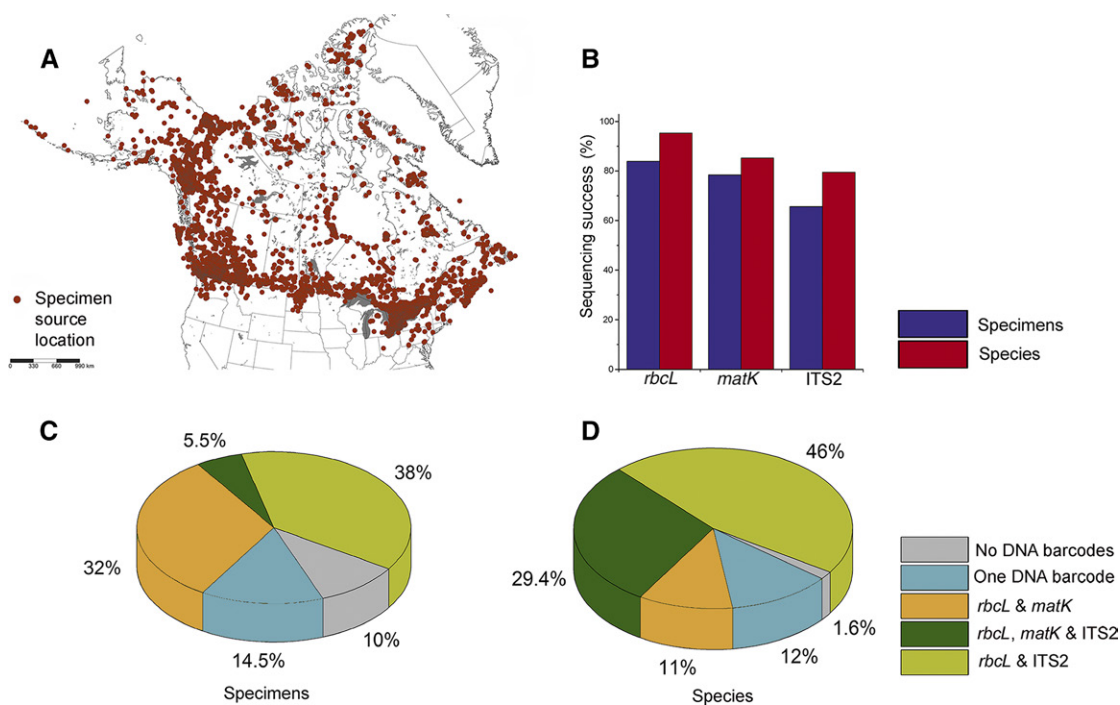 A
Specimen
source
location
0 330 660 990 km
B
Sequencing success (%)
100
80
60
40
20
0
rbcL matK ITS2
Specimens
Species
C
5.5%
38%
32%
14.5%
10%
Specimens
D
46%
29.4%
11%
12%
1.6%
Species
No DNA barcodes
One DNA barcode
rbcL & matK
rbcL, matK & ITS2
rbcL & ITS2